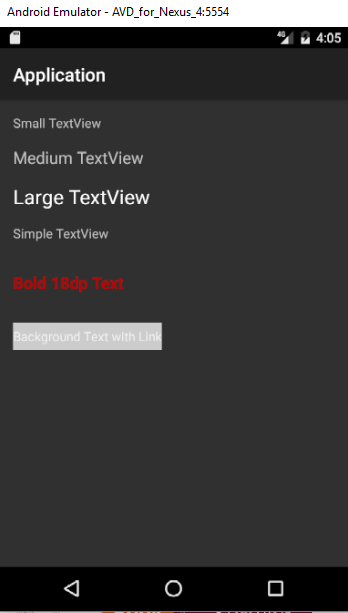 Android Emulator - AVD_for_Nexus_4:5554
4G 4:05
Application
Small TextView
Medium TextView
Large TextView
Simple TextView
Bold 18dp Text
Background Text with Link